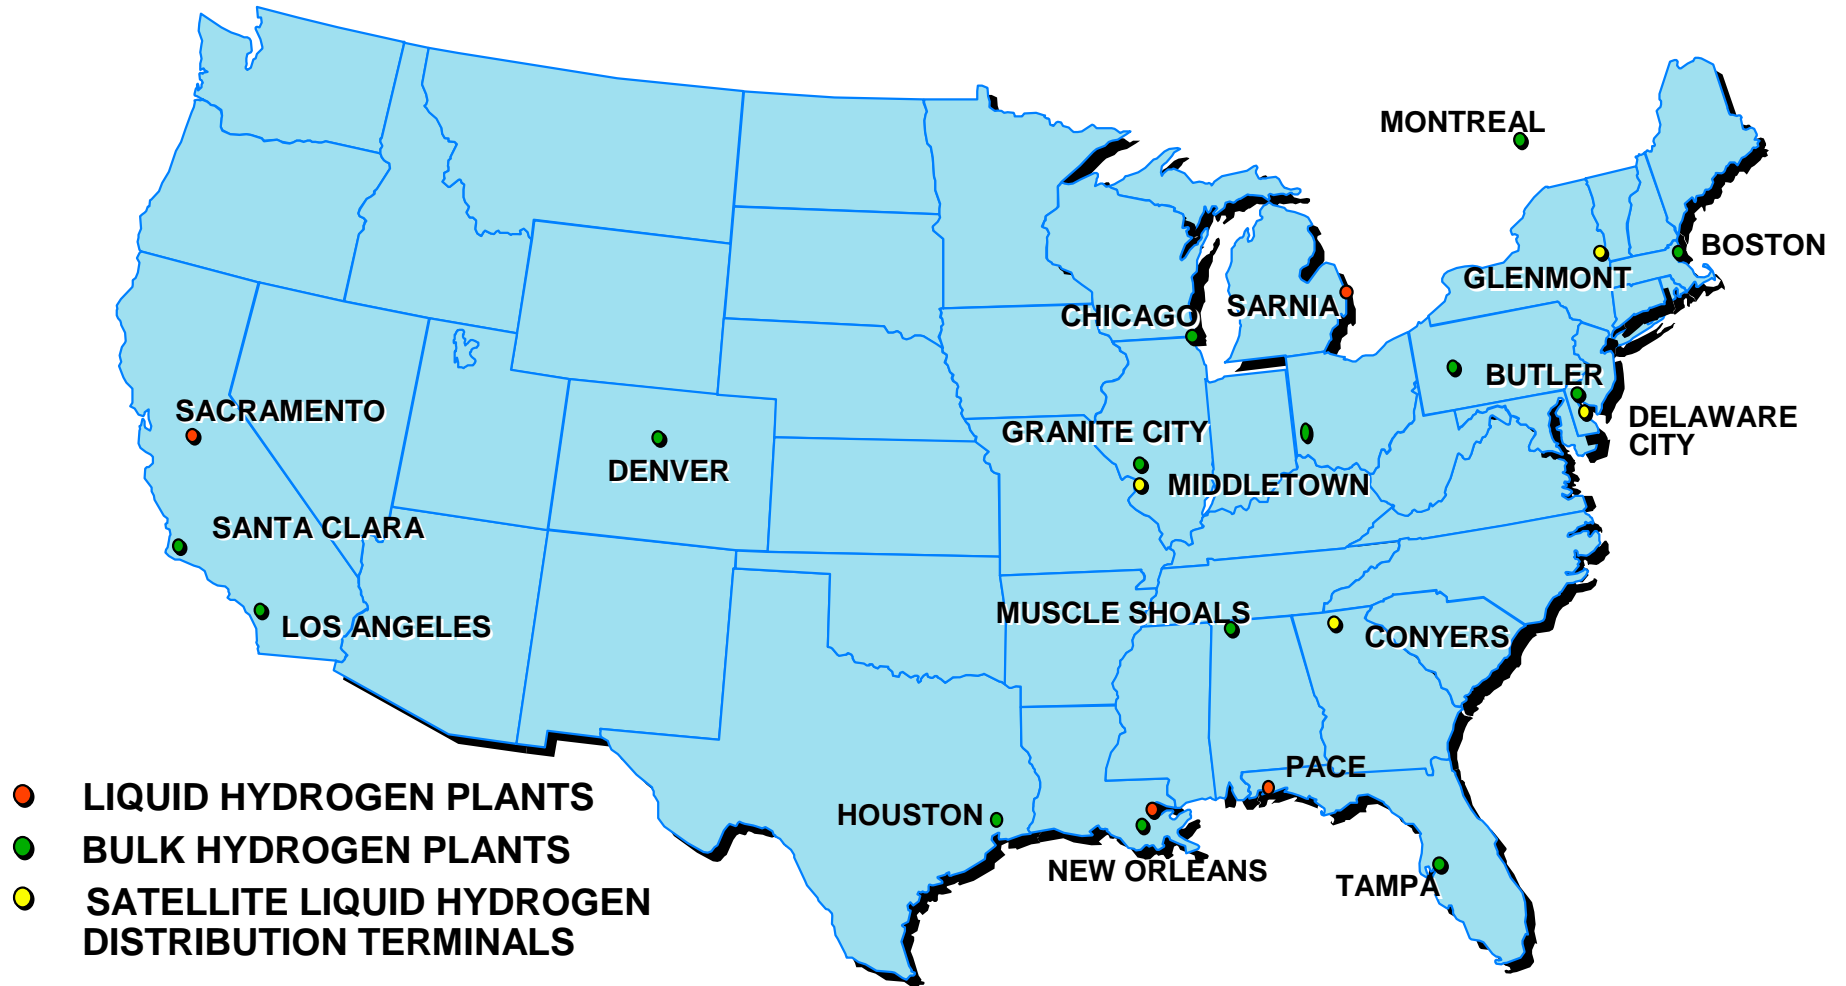 MONTREAL
BOSTON
GLENMONT
SARNIA
CHICAGO
BUTLER
SACRAMENTO
DELAWARE
CITY
GRANITE CITY
DENVER
MIDDLETOWN
SANTA CLARA
MUSCLE SHOALS
LOS ANGELES
CONYERS
PACE
LIQUID HYDROGEN PLANTS
HOUSTON
BULK HYDROGEN PLANTS
NEW ORLEANS
TAMPA
SATELLITE LIQUID HYDROGEN
DISTRIBUTION TERMINALS